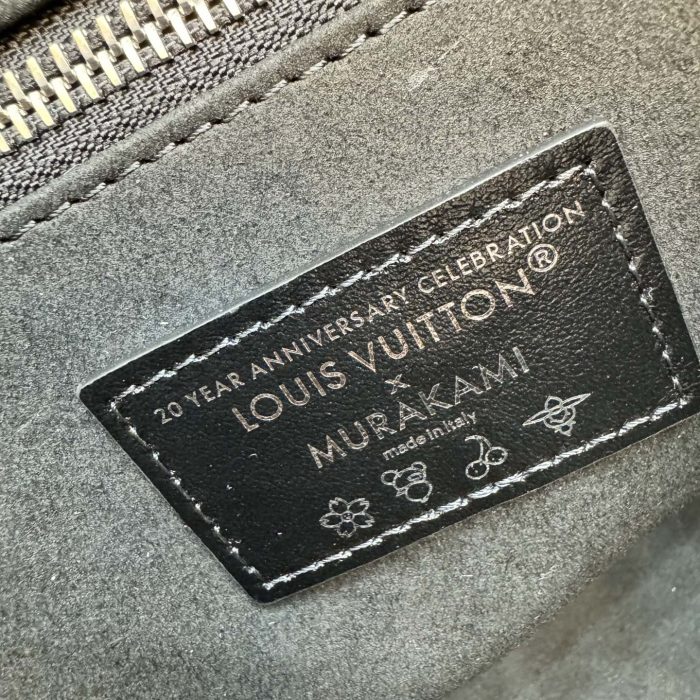 20 YEAR ANNIVERSARY CELEBRATION
LOUIS VUITTON®
×
MURAKAMI
made in italy